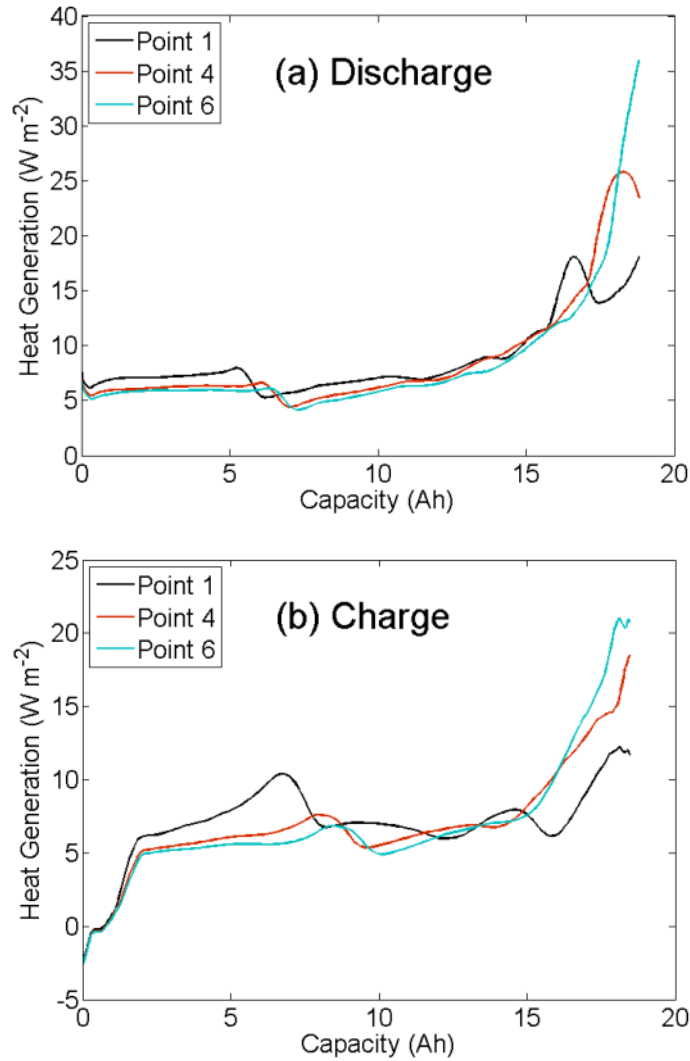 40
35
30
25
20
15
10
5
0
Heat Generation (W m-2)
Point 1
Point 4
Point 6
(a) Discharge
0 5 10 15 20
Capacity (Ah)
25
20
15
10
5
0
-5
Heat Generation (W m-2)
Point 1
Point 4
Point 6
(b) Charge
0 5 10 15 20
Capacity (Ah)